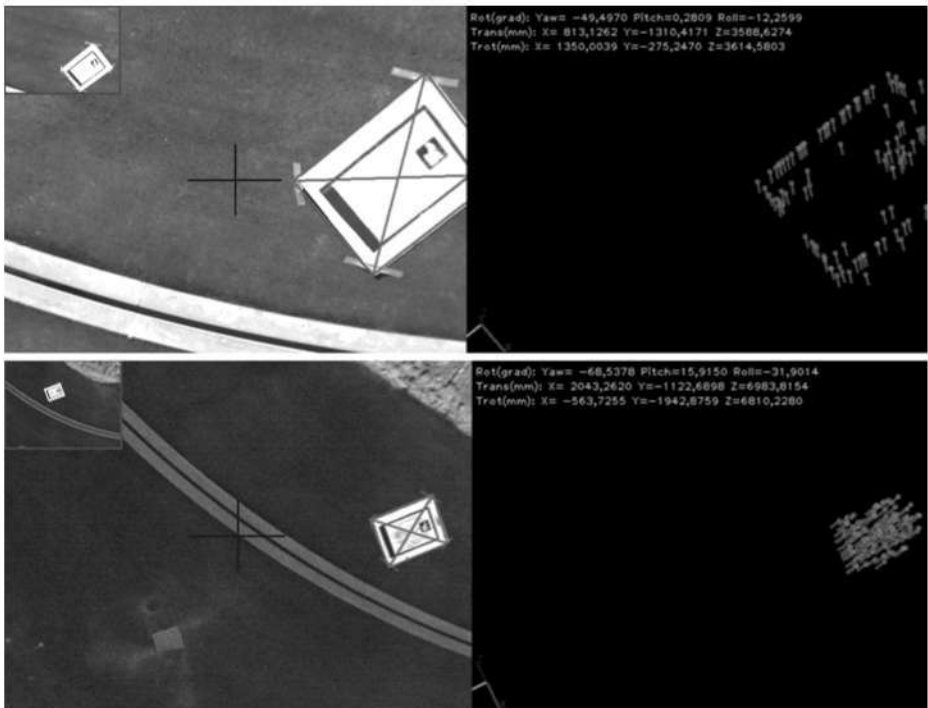 Rot(grad): Yaw= -49,4970 Pitch=0,2809 Roll=-12,2599
Trans(mm): X= 813,1262 Y=-1310,4171 Z=3588,6274
Trot(mm): X= 1350,0039 Y=-275,2470 Z=3614,5803
Rot(grad): Yaw= -68,5378 Pitch=15,9150 Roll=-31,9014
Trans(mm): X= 2043,2620 Y=-1122,6898 Z=6983,8154
Trot(mm): X= -563,7255 Y=-1942,8759 Z=6810,2280